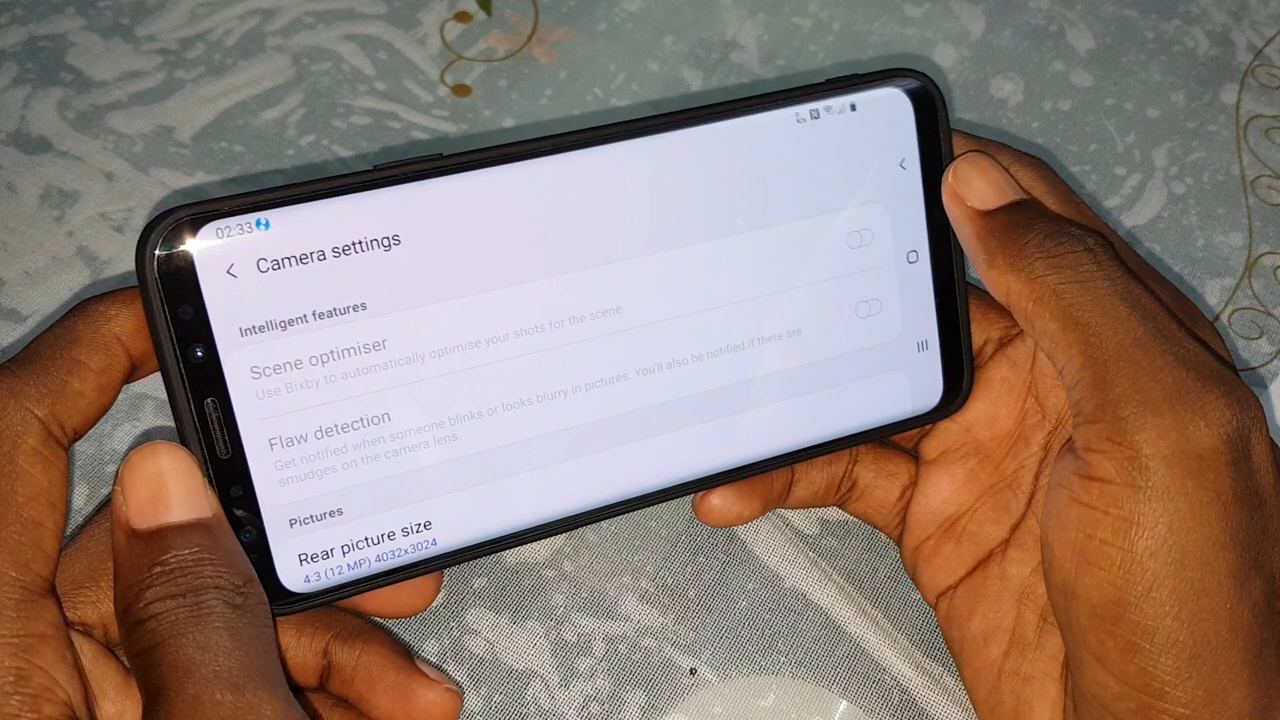 02:33
Camera settings
Intelligent features
Scene optimiser
Use Bixby to automatically optimise your shots for the scene.
Flaw detection
Get notified when someone blinks or looks blurry in pictures. You'll also be notified if there are
smudges on the camera lens.
Pictures
Rear picture size
4:3 (12 MP) 4032x3024